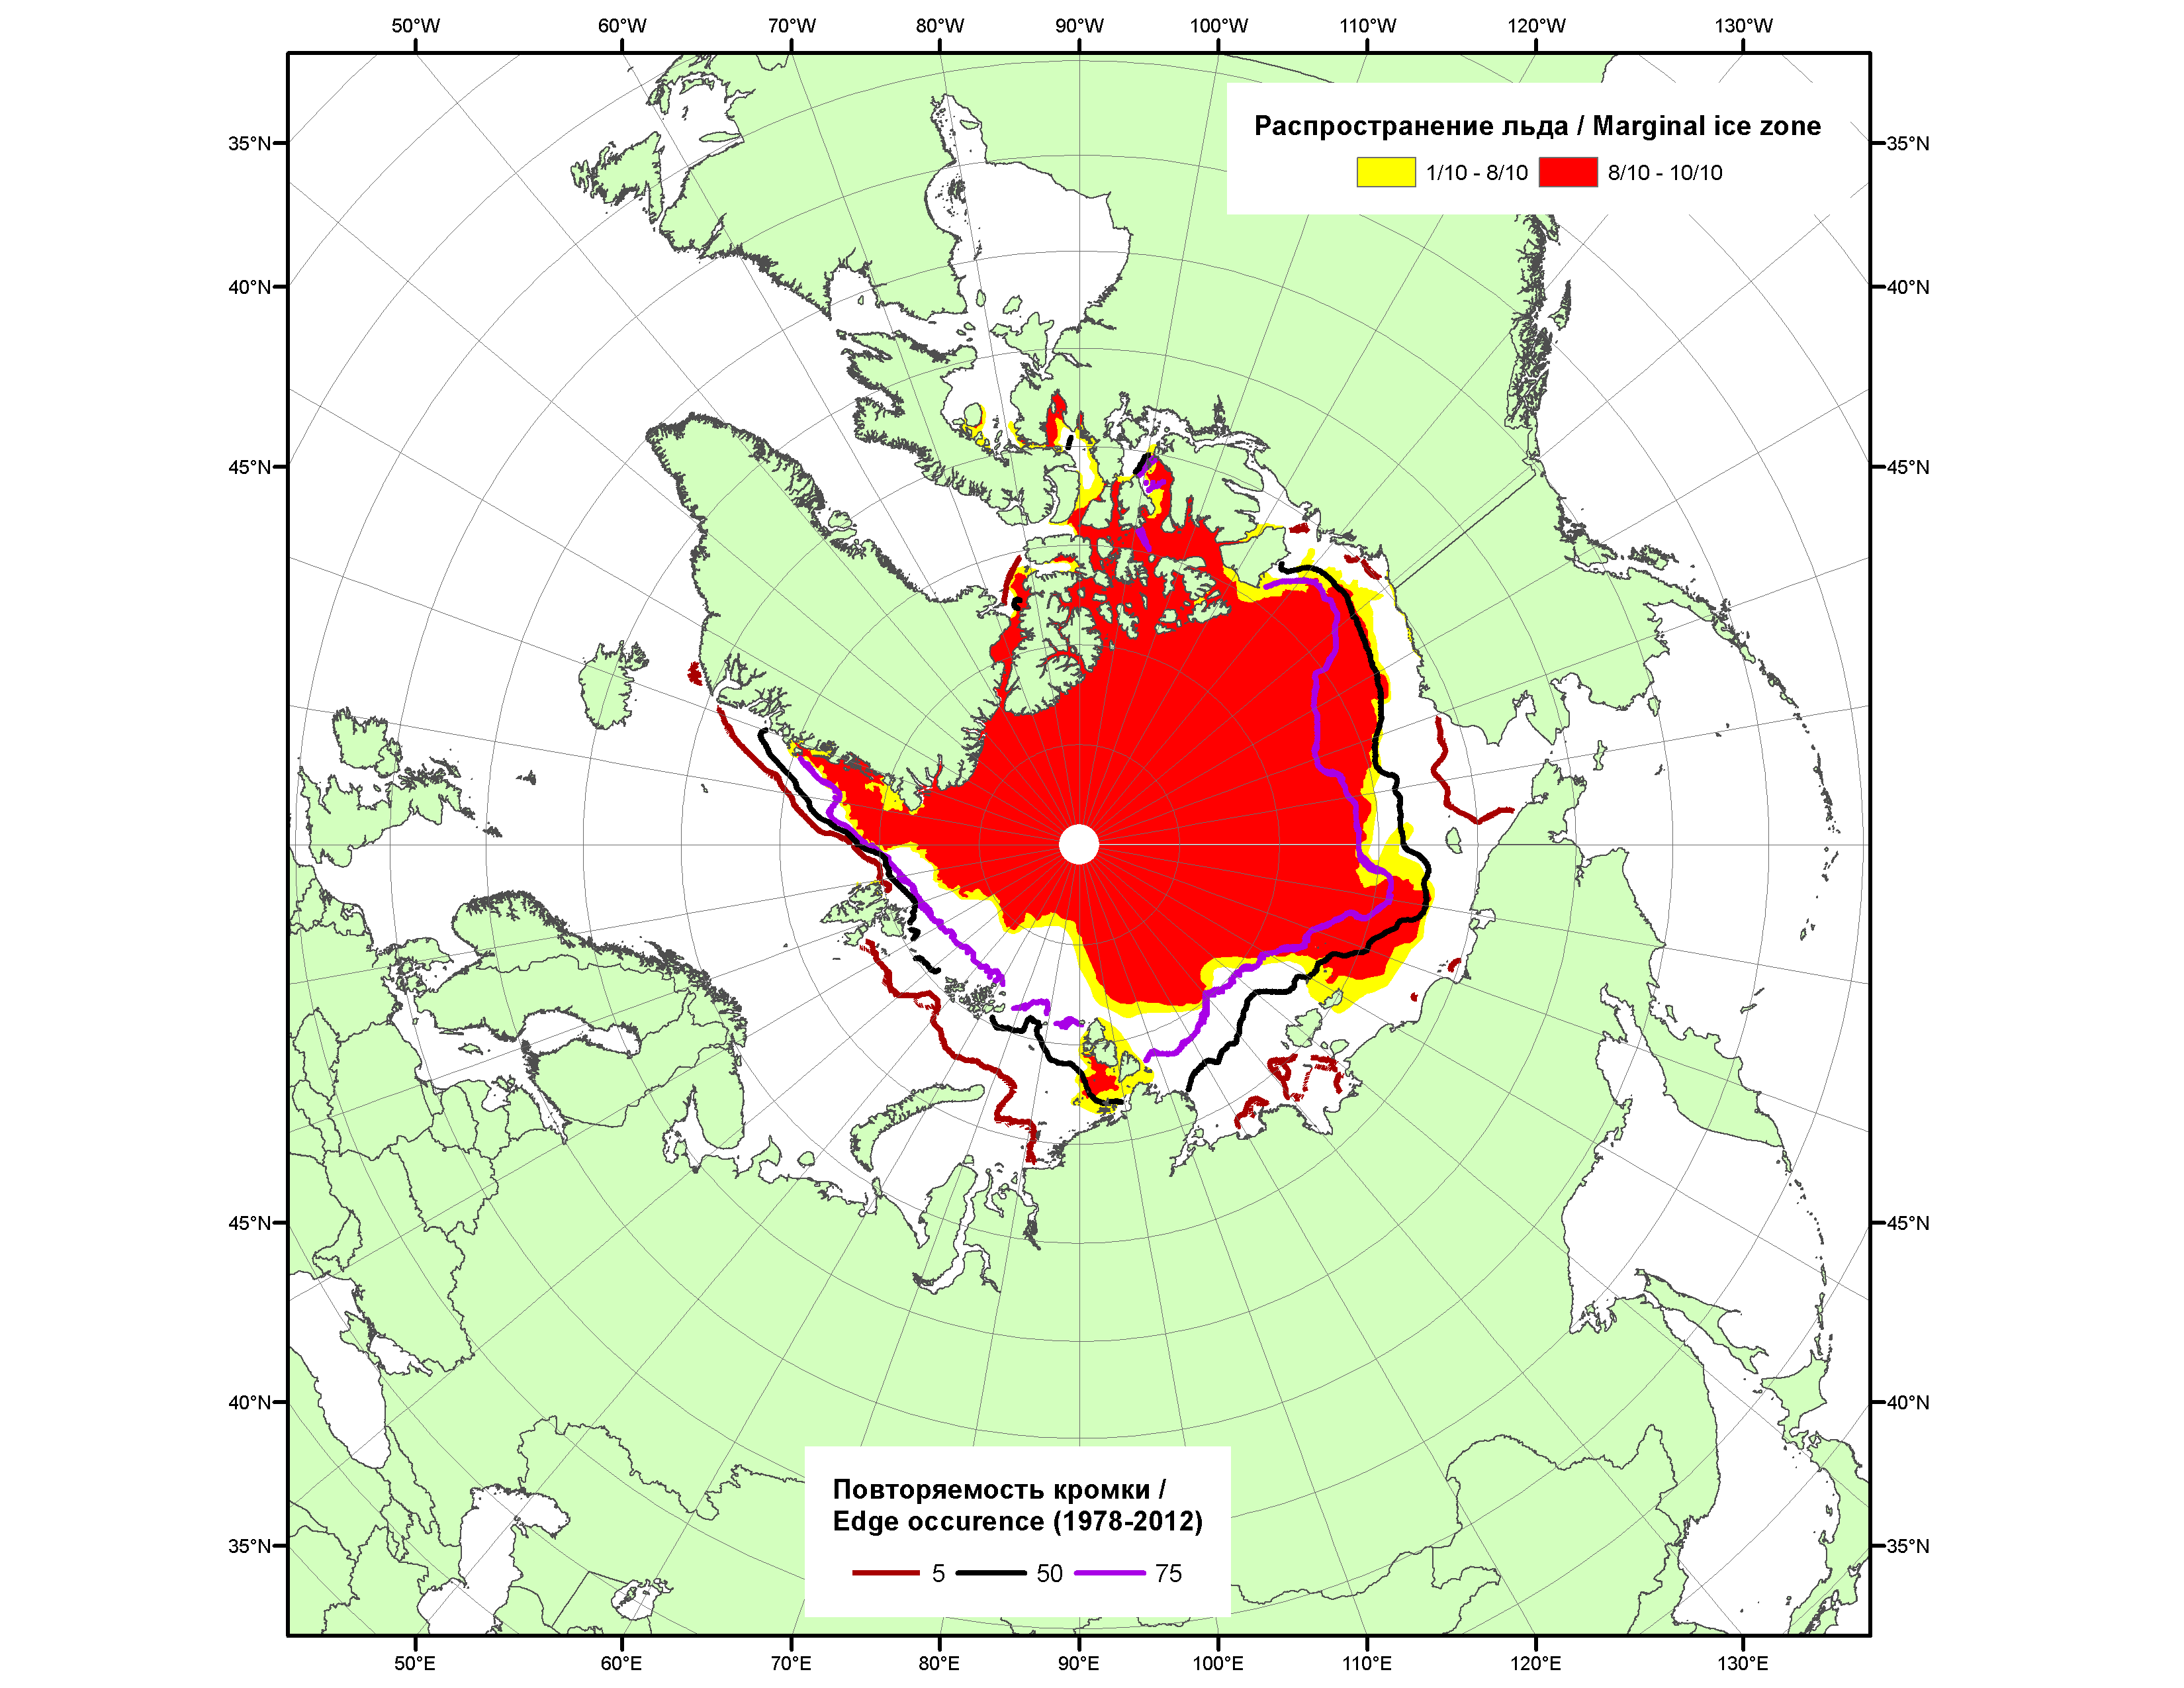 50°W 60°W 70°W 80°W 90°W 100°W 110°W 120°W 130°W
Распространение льда / Marginal ice zone
1/10 - 8/10 8/10 - 10/10
35°N 35°N
40°N 40°N
45°N 45°N
45°N 45°N
40°N 40°N
Повторяемость кромки /
Edge occurence (1978-2012)
5 50 75
35°N 35°N
50°E 60°E 70°E 80°E 90°E 100°E 110°E 120°E 130°E